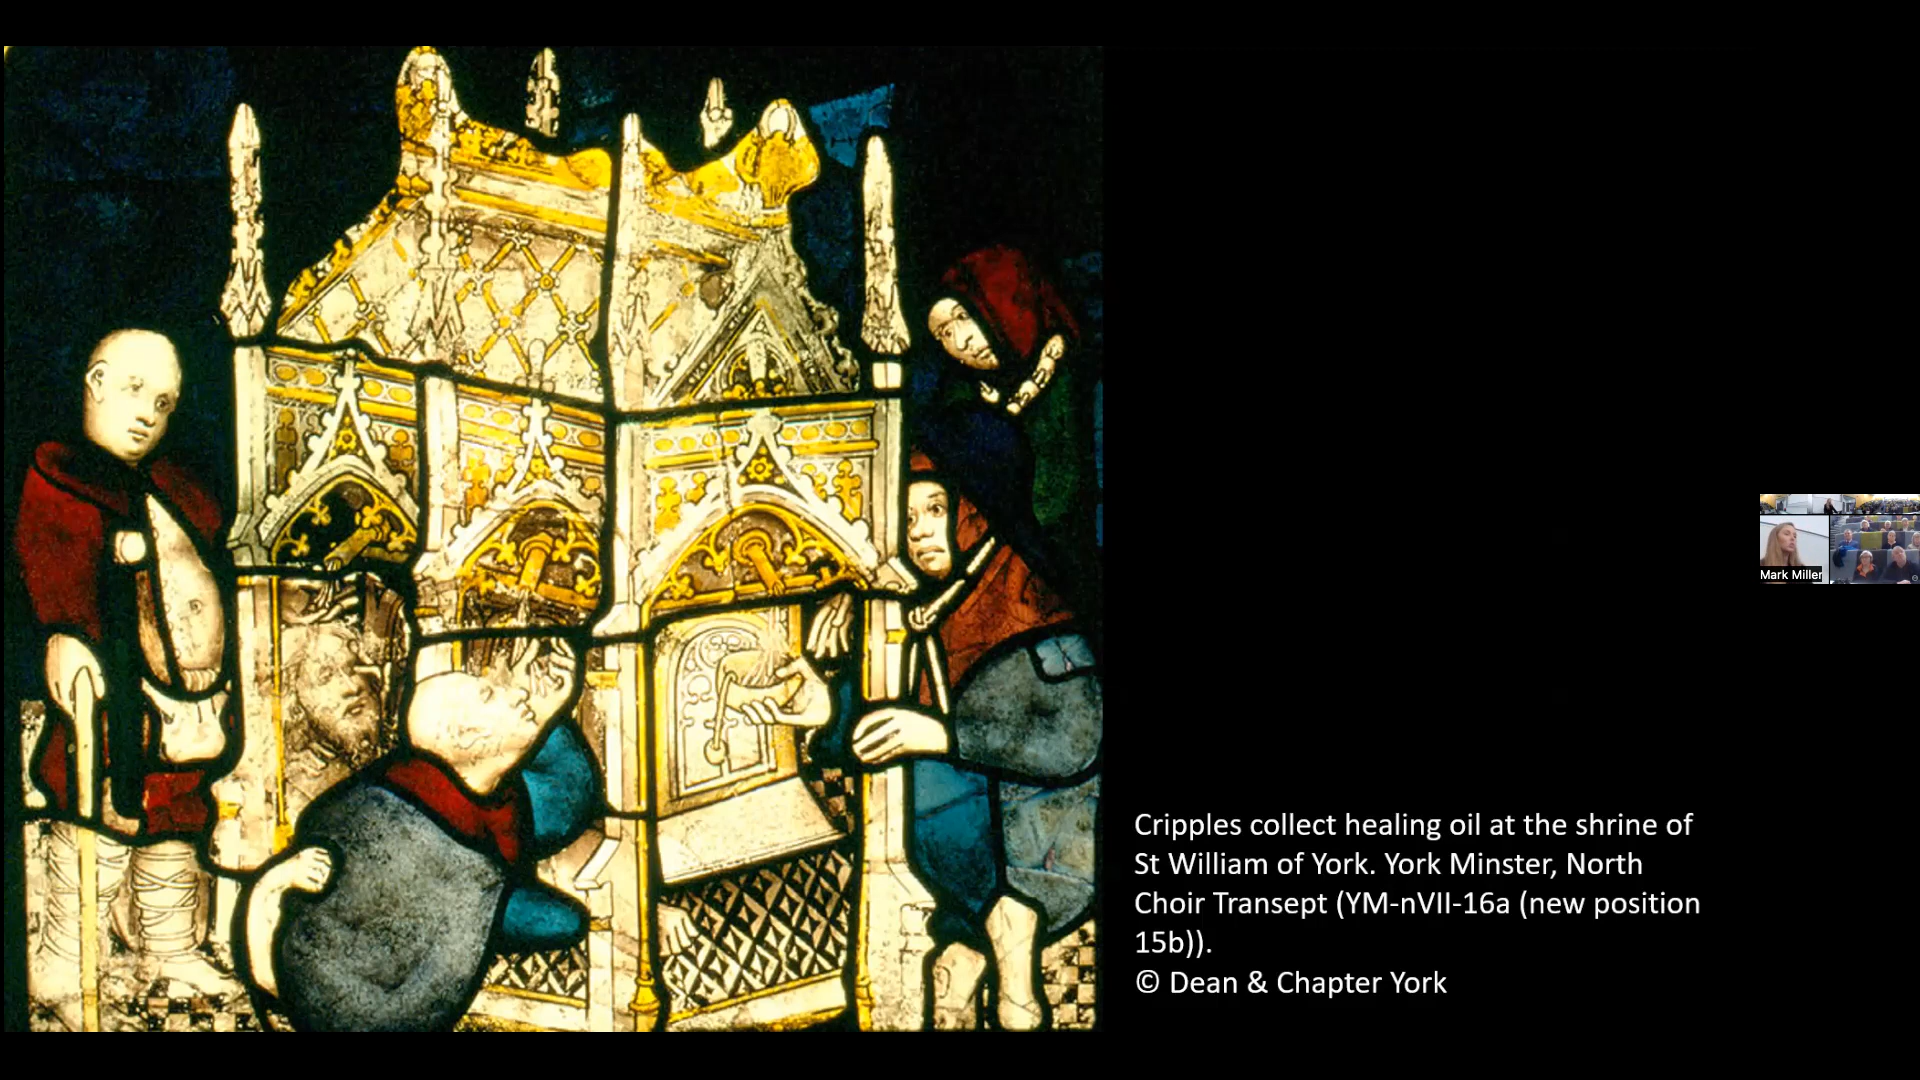 Mark Miller
Cripples collect healing oil at the shrine of
St William of York. York Minster, North
Choir Transept (YM-nVII-16a (new position
15b)).
© Dean & Chapter York